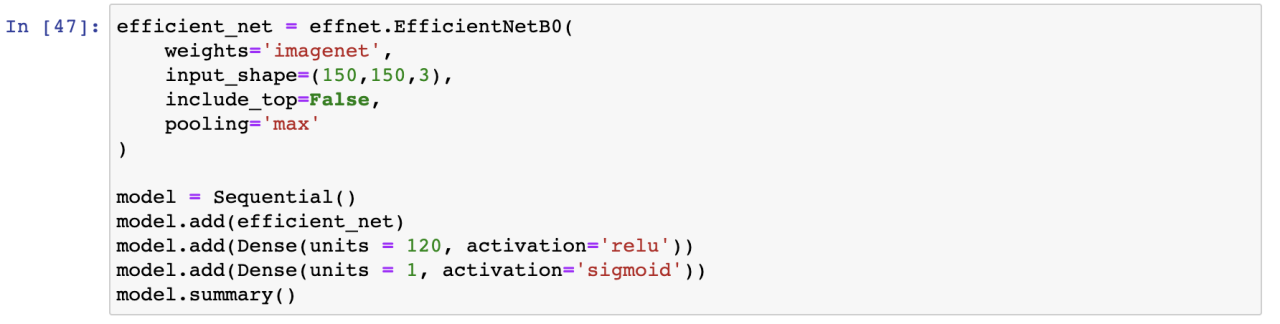 In [47]: efficient_net = effnet.EfficientNetB0(
    weights='imagenet',
    input_shape=(150,150,3),
    include_top=False,
    pooling='max'
)

model = Sequential()
model.add(efficient_net)
model.add(Dense(units = 120, activation='relu'))
model.add(Dense(units = 1, activation='sigmoid'))
model.summary()